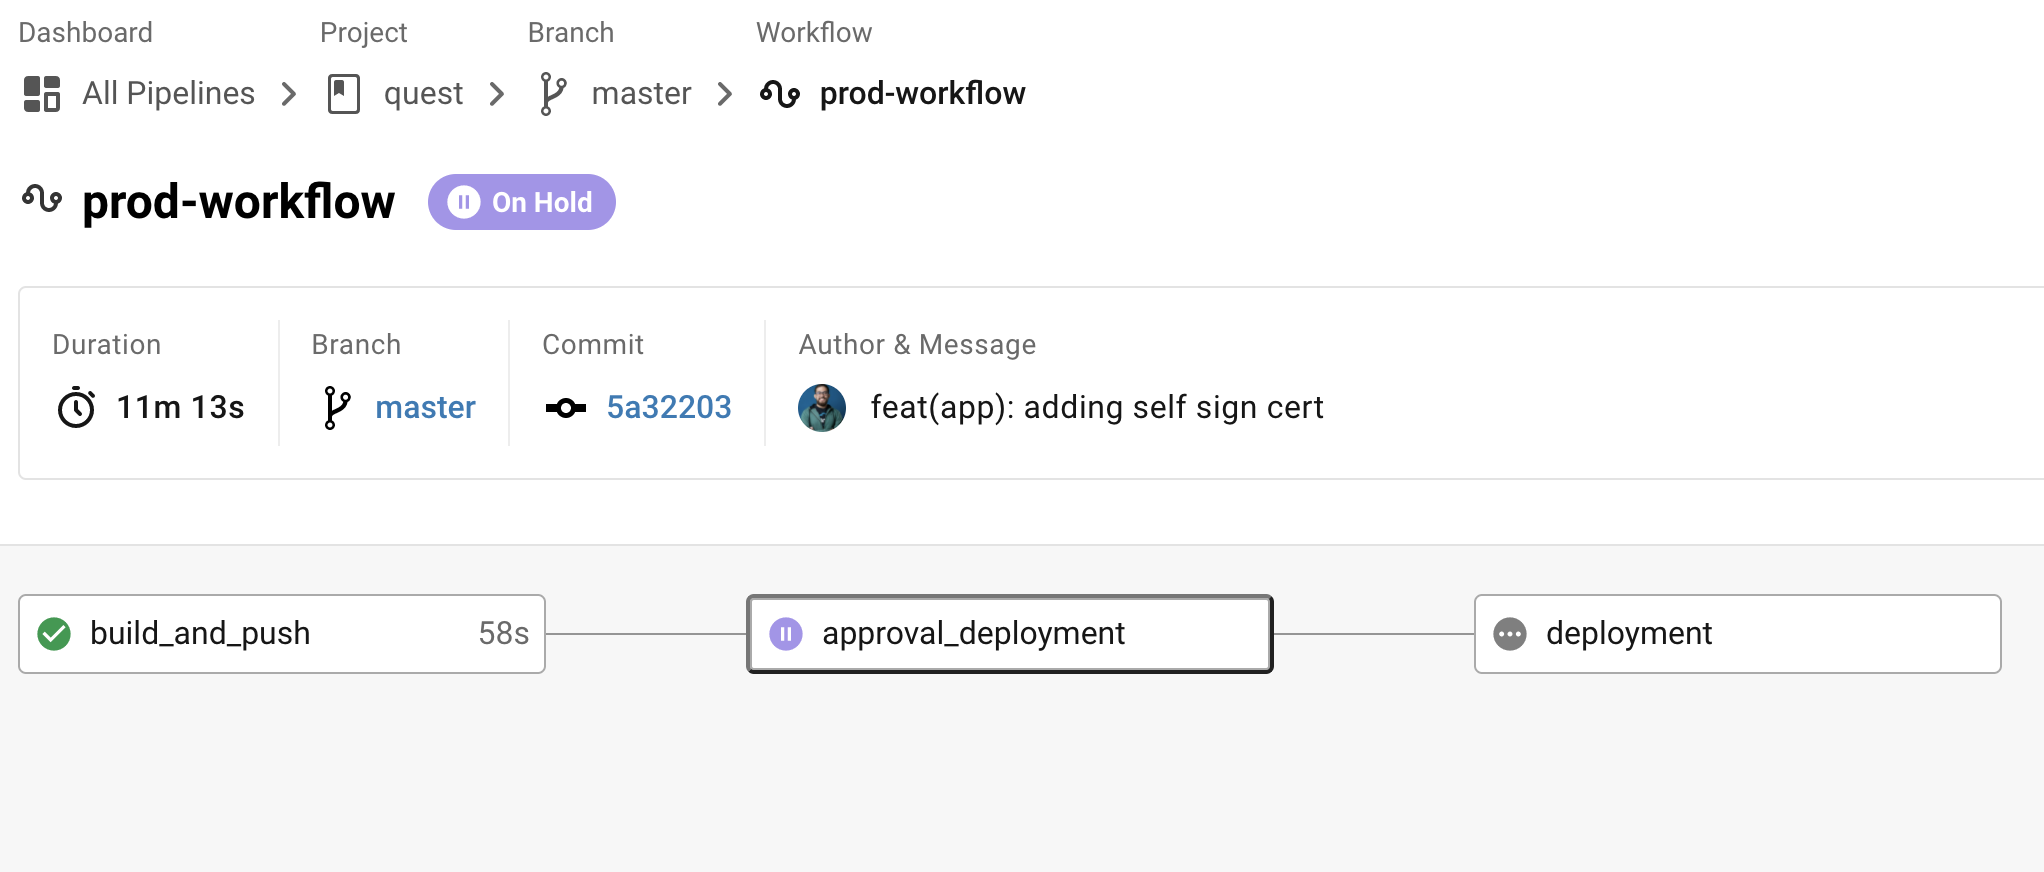 Dashboard Project Branch Workflow
All Pipelines quest master prod-workflow
prod-workflow On Hold
Duration Branch Commit Author & Message
11m 13s master 5a32203 feat(app): adding self sign cert
build_and_push 58s approval_deployment deployment